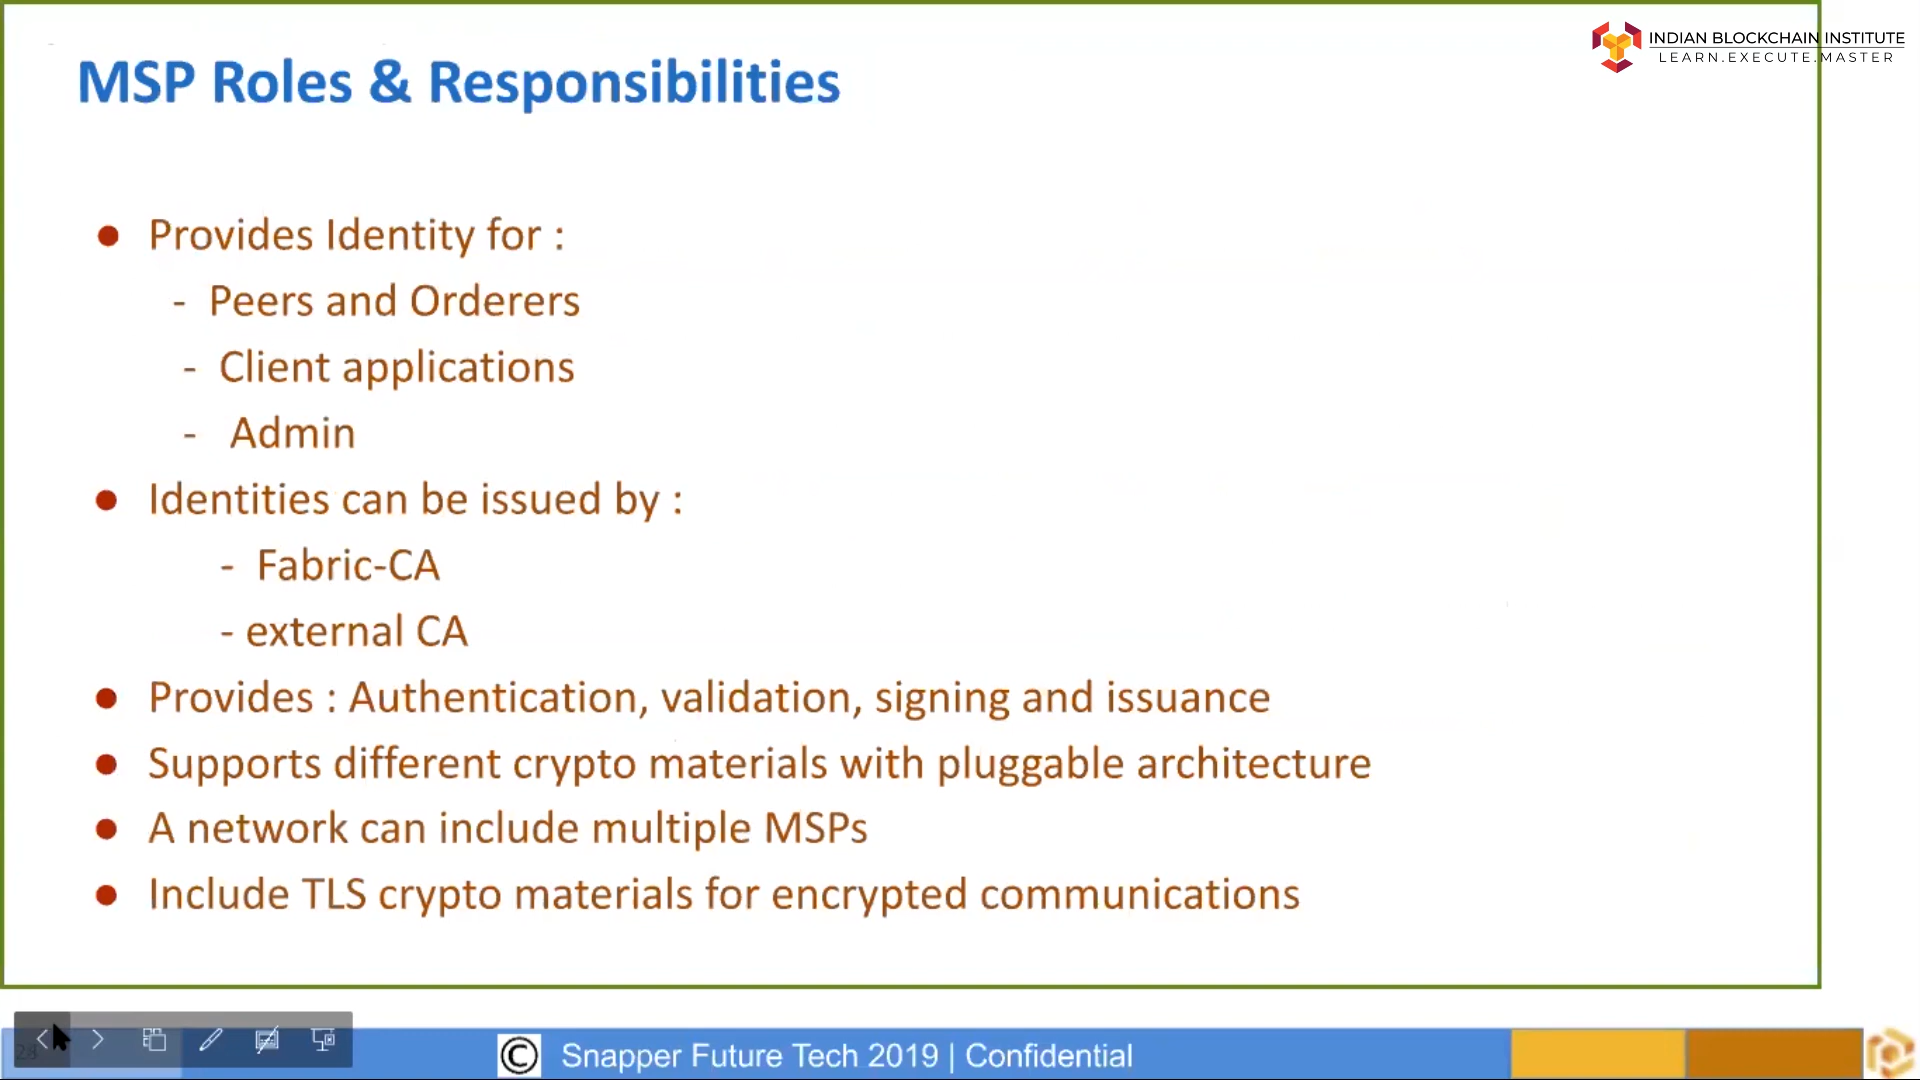 INDIAN BLOCKCHAIN INSTITUTE
LEARN.EXECUTE.MASTER
MSP Roles & Responsibilities
● Provides Identity for :
- Peers and Orderers
- Client applications
- Admin
● Identities can be issued by :
- Fabric-CA
- external CA
● Provides : Authentication, validation, signing and issuance
● Supports different crypto materials with pluggable architecture
● A network can include multiple MSPs
● Include TLS crypto materials for encrypted communications
28
© Snapper Future Tech 2019 | Confidential